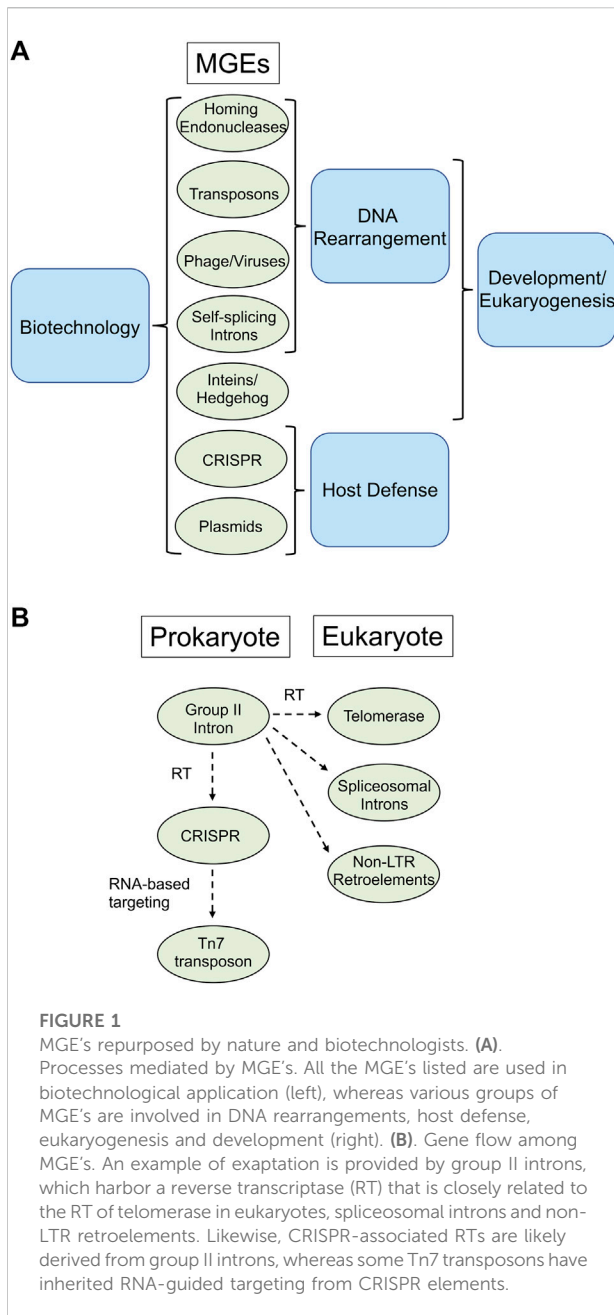 A
MGEs
Homing
Endonucleases
Transposons
Phage/Viruses
Self-splicing
Introns
Inteins/
Hedgehog
CRISPR
Plasmids
Biotechnology
DNA
Rearrangement
Host Defense
Development/
Eukaryogenesis
B
Prokaryote
Eukaryote
Group II
Intron
RT
Telomerase
Spliceosomal
Introns
Non-LTR
Retroelements
RT
CRISPR
RNA-based
targeting
Tn7
transposon
FIGURE 1
MGE's repurposed by nature and biotechnologists. (A).
Processes mediated by MGE's. All the MGE's listed are used in
biotechnological application (left), whereas various groups of
MGE's are involved in DNA rearrangements, host defense,
eukaryogenesis and development (right). (B). Gene flow among
MGE's. An example of exaptation is provided by group II introns,
which harbor a reverse transcriptase (RT) that is closely related to
the RT of telomerase in eukaryotes, spliceosomal introns and non-
LTR retroelements. Likewise, CRISPR-associated RTs are likely
derived from group II introns, whereas some Tn7 transposons have
inherited RNA-guided targeting from CRISPR elements.